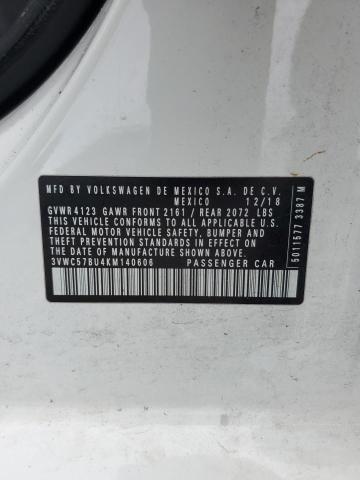 MFD BY VOLKSWAGEN DE MEXICO S.A. DE C.V.
MEXICO 12/18
GVWR4123 GAWR FRONT 2161 / REAR 2072 LBS
THIS VEHICLE CONFORMS TO ALL APPLICABLE U.S.
FEDERAL MOTOR VEHICLE SAFETY, BUMPER AND
THEFT PREVENTION STANDARDS IN EFFECT ON THE
DATE OF MANUFACTURE SHOWN ABOVE.
3VWC57BU4KM140606 PASSENGER CAR
5011577 3387 M